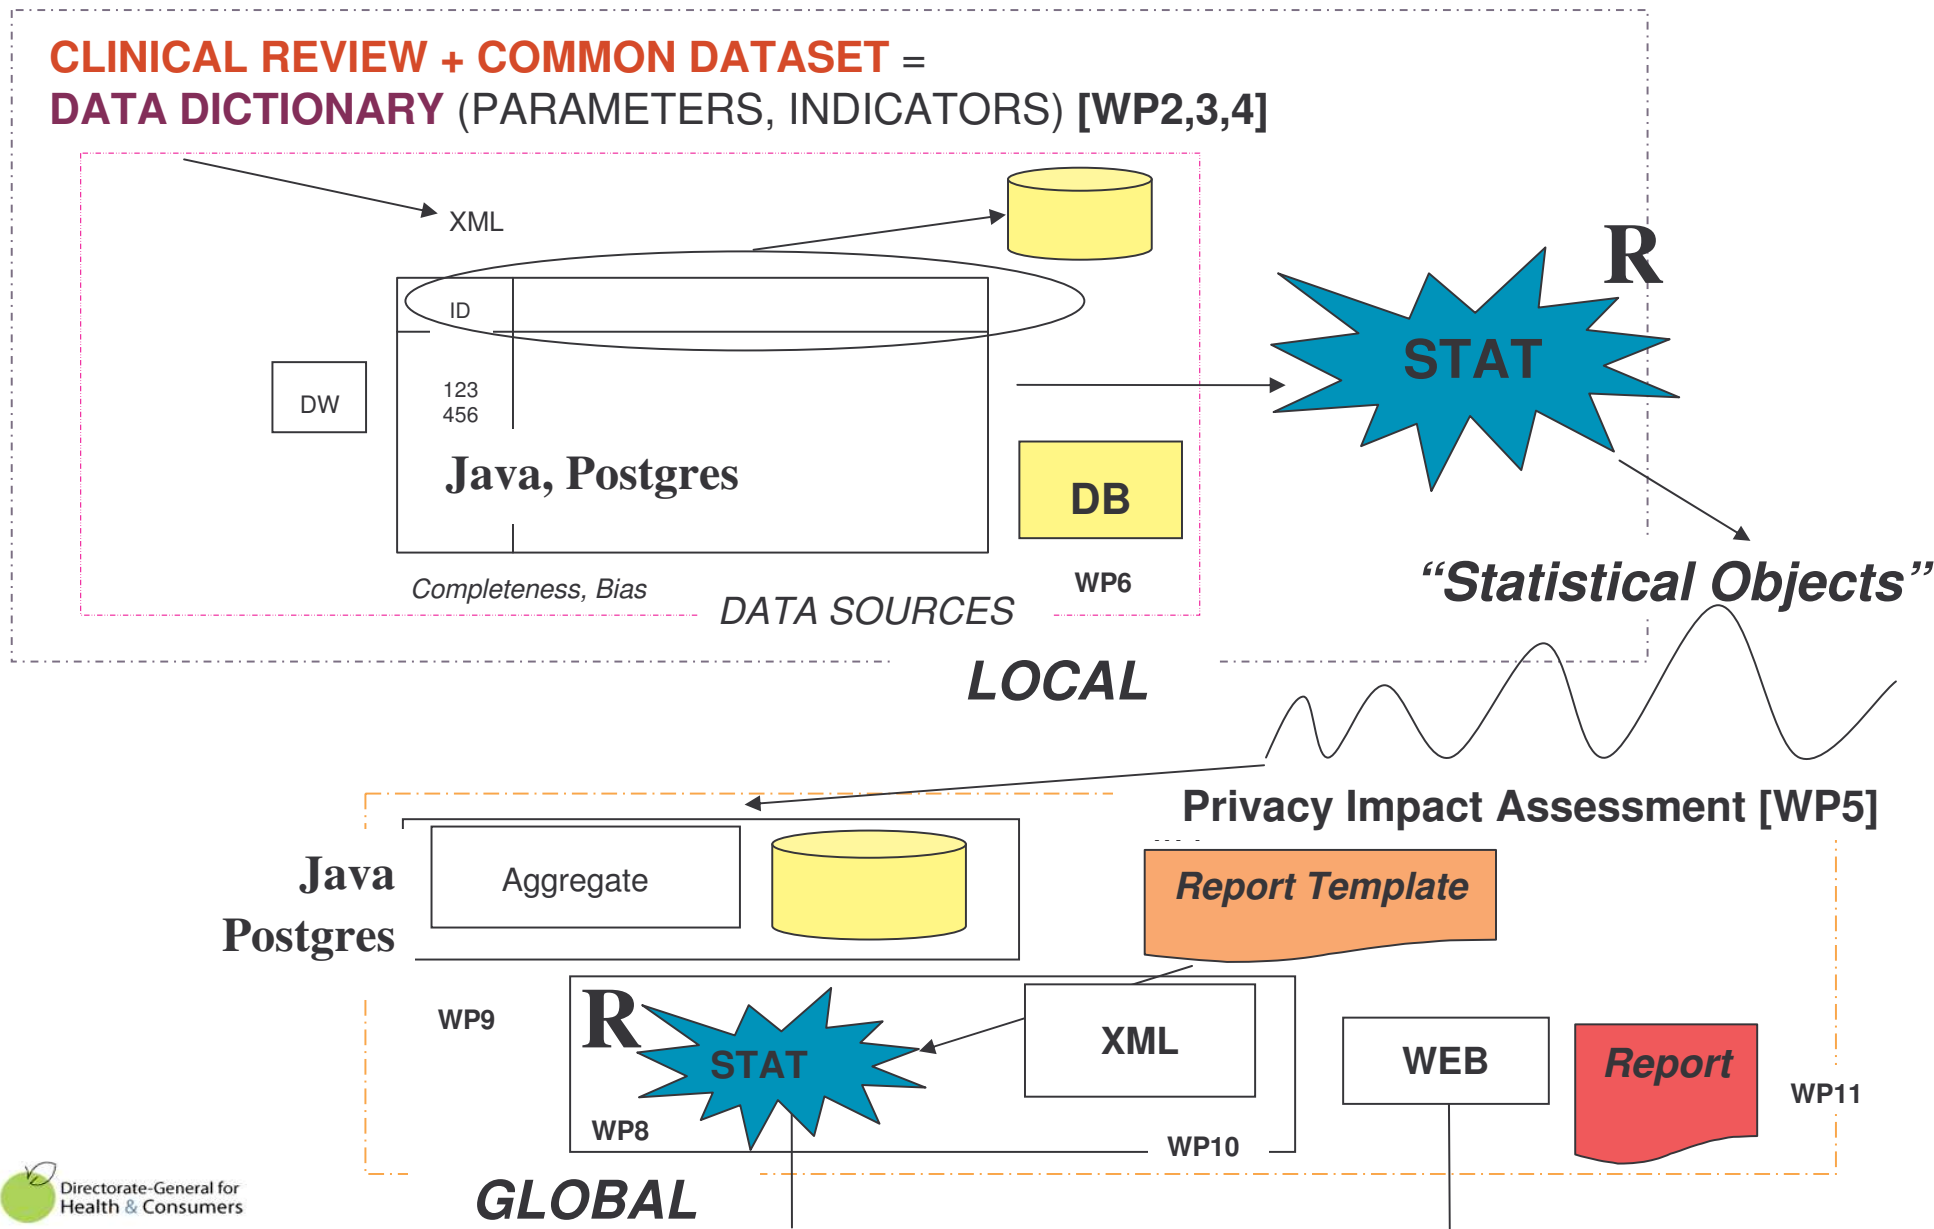 CLINICAL REVIEW + COMMON DATASET =
DATA DICTIONARY (PARAMETERS, INDICATORS) [WP2,3,4]
XML
R
ID
STAT
DW
123
456
Java, Postgres
DB
Completeness, Bias
WP6
DATA SOURCES
“Statistical Objects”
LOCAL
Privacy Impact Assessment [WP5]
Java
Postgres
Aggregate
Report Template
R
WP9
STAT
XML
WEB
Report
WP11
WP8
WP10
GLOBAL
Directorate-General for
Health & Consumers